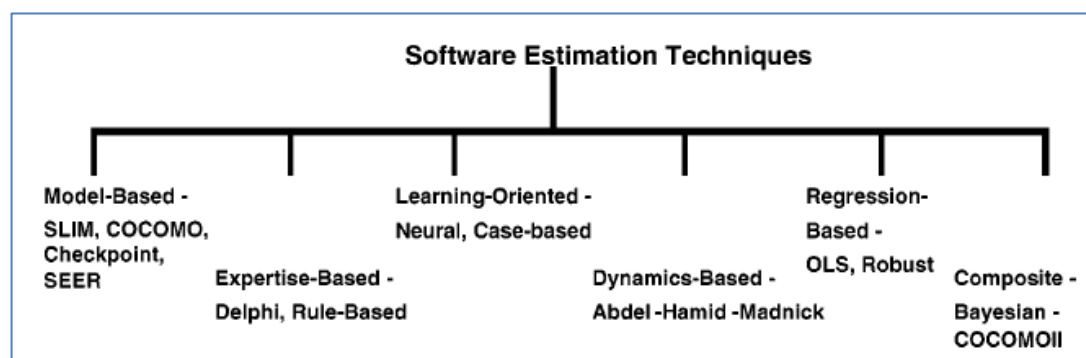 Software Estimation Techniques
Model-Based -
SLIM, COCOMO,
Checkpoint,
SEER
Expertise-Based -
Delphi, Rule-Based
Learning-Oriented -
Neural, Case-based
Dynamics-Based -
Abdel -Hamid -Madnick
Regression-
Based -
OLS, Robust
Composite -
Bayesian -
COCOMOII